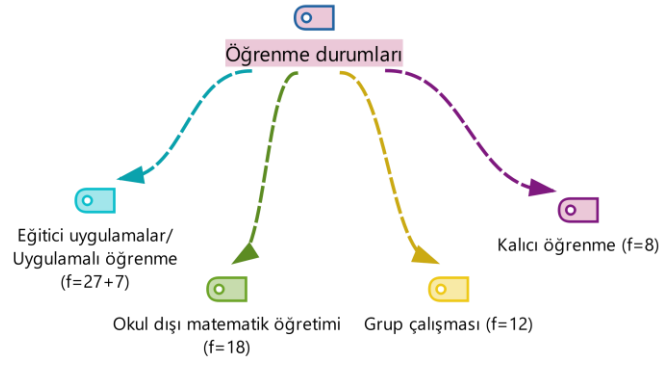 Öğrenme durumları
Eğitici uygulamalar/
Uygulamalı öğrenme
(f=27+7)
Okul dışı matematik öğretimi
(f=18)
Grup çalışması (f=12)
Kalıcı öğrenme (f=8)